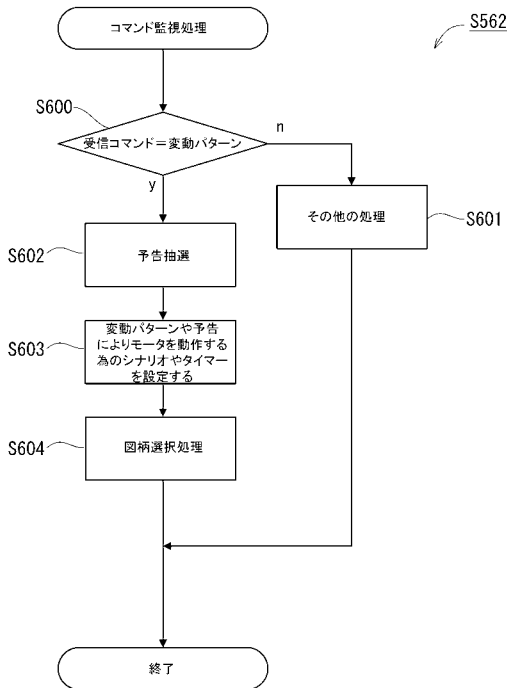 コマンド監視処理
S562
S600
受信コマンド＝変動パターン
n
y
その他の処理
S601
S602
予告抽選
S603
変動パターンや予告
によりモータを動作する
為のシナリオやタイマー
を設定する
S604
図柄選択処理
終了